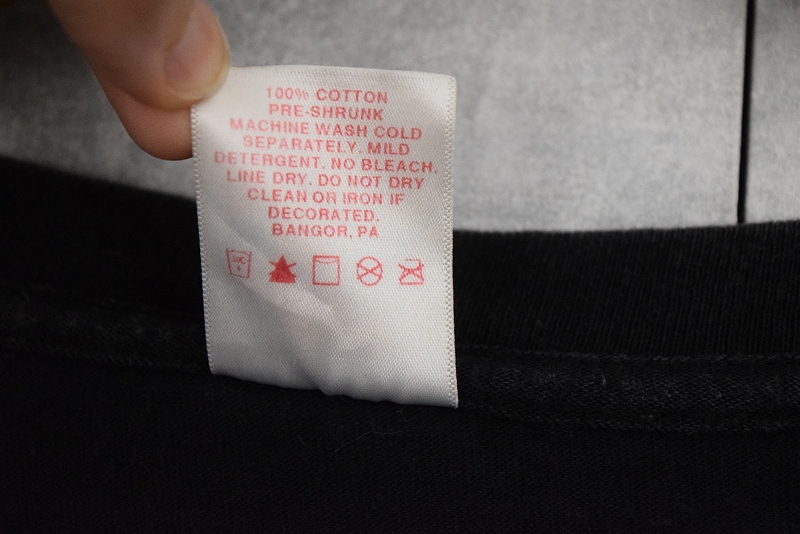 100% COTTON
PRE-SHRUNK
MACHINE WASH COLD
SEPARATELY. MILD
DETERGENT. NO BLEACH.
LINE DRY. DO NOT DRY
CLEAN OR IRON IF
DECORATED.
BANGOR, PA